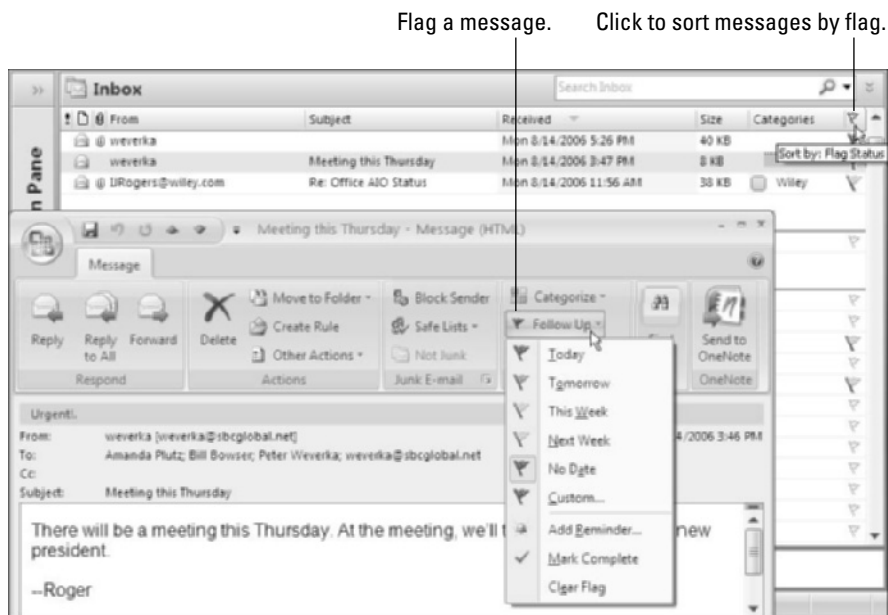 Flag a message. Click to sort messages by flag.
Inbox
Search Inbox
From Subject Received Size Categories
weverka Mon 8/14/2006 5:26 PM 40 KB
Sort by: Flag Status
weverka Meeting this Thursday Mon 8/14/2006 3:47 PM 8 KB
IJRogers@wiley.com Re: Office AIO Status Mon 8/14/2006 11:56 AM 38 KB Wiley
Pane
Meeting this Thursday - Message (HTML)
Message
Reply
Reply to All
Forward
Respond
Delete
Move to Folder
Create Rule
Other Actions
Actions
Block Sender
Safe Lists
Not Junk
Junk E-mail
Categorize
Follow Up
Send to OneNote
OneNote
Today
Tomorrow
This Week
Next Week
No Date
Custom...
Add Reminder...
Mark Complete
Clear Flag
Urgent!.
From: weverka [weverka@sbcglobal.net] 4/2006 3:46 PM
To: Amanda Plutz; Bill Bowser; Peter Weverka; weverka@sbcglobal.net
Cc:
Subject: Meeting this Thursday
There will be a meeting this Thursday. At the meeting, we'll t new
president.
--Roger